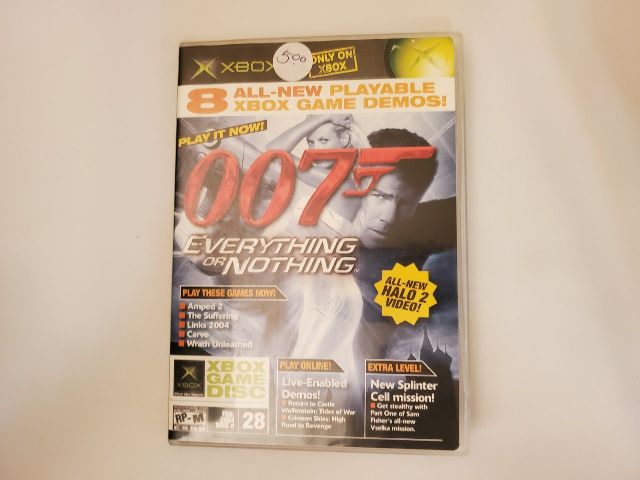 XBOX
500
ONLY ON
XBOX
8 ALL-NEW PLAYABLE
XBOX GAME DEMOS!
PLAY IT NOW!
007
EVERYTHING
OR NOTHING
ALL-NEW
HALO 2
VIDEO!
PLAY THESE GAMES NOW!
Amped 2
The Suffering
Links 2004
Carve
Wrath Unleashed
XBOX
XBOX
GAME
DISC
RP-M
28
PLAY ONLINE!
Live-Enabled
Demos!
Return to Castle
Wolfenstein: Tides of War
Crimson Skies: High
Road to Revenge
EXTRA LEVEL!
New Splinter
Cell mission!
Get stealthy with
Part One of Sam
Fisher's all-new
Vselka mission.